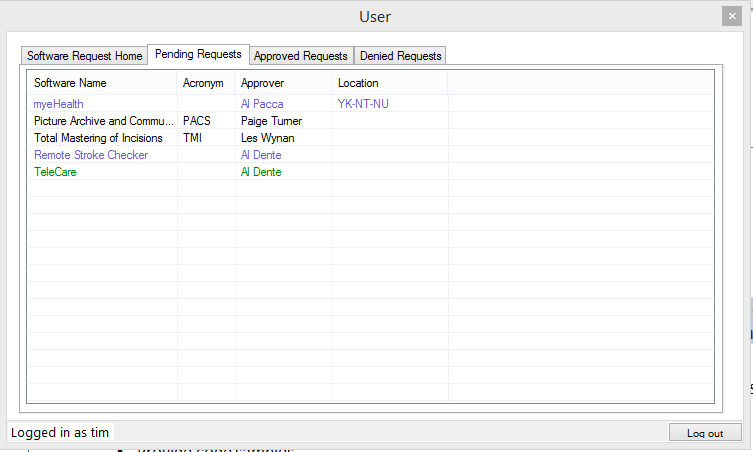 User
Software Request Home Pending Requests Approved Requests Denied Requests
Software Name Acronym Approver Location
myeHealth Al Pacca YK-NT-NU
Picture Archive and Commu... PACS Paige Turner
Total Mastering of Incisions TMI Les Wynan
Remote Stroke Checker Al Dente
TeleCare Al Dente
Logged in as tim Log out